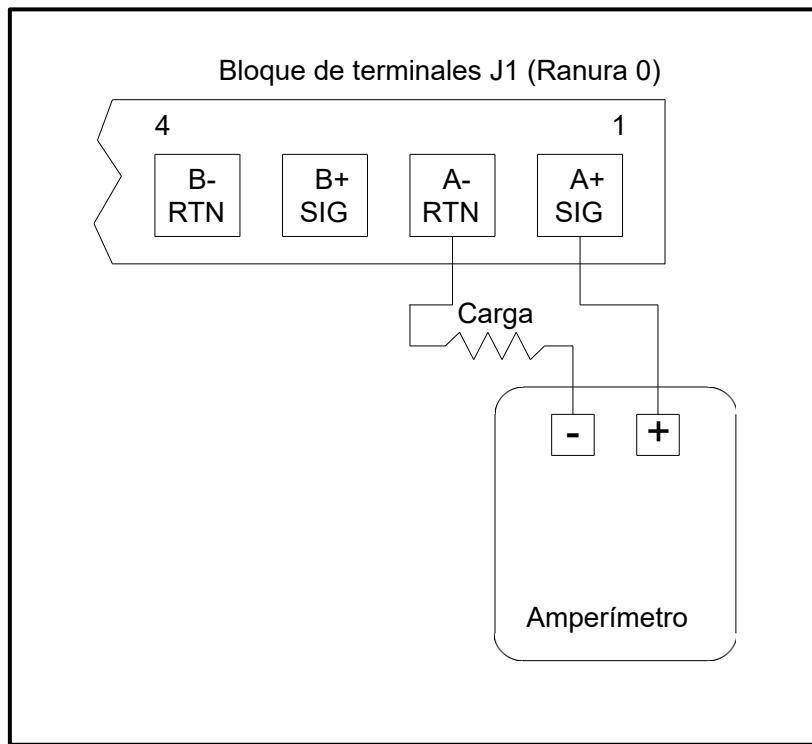 Bloque de terminales J1 (Ranura 0)
4 1
B- B+ A- A+
RTN SIG RTN SIG
Carga
- +
Amperímetro